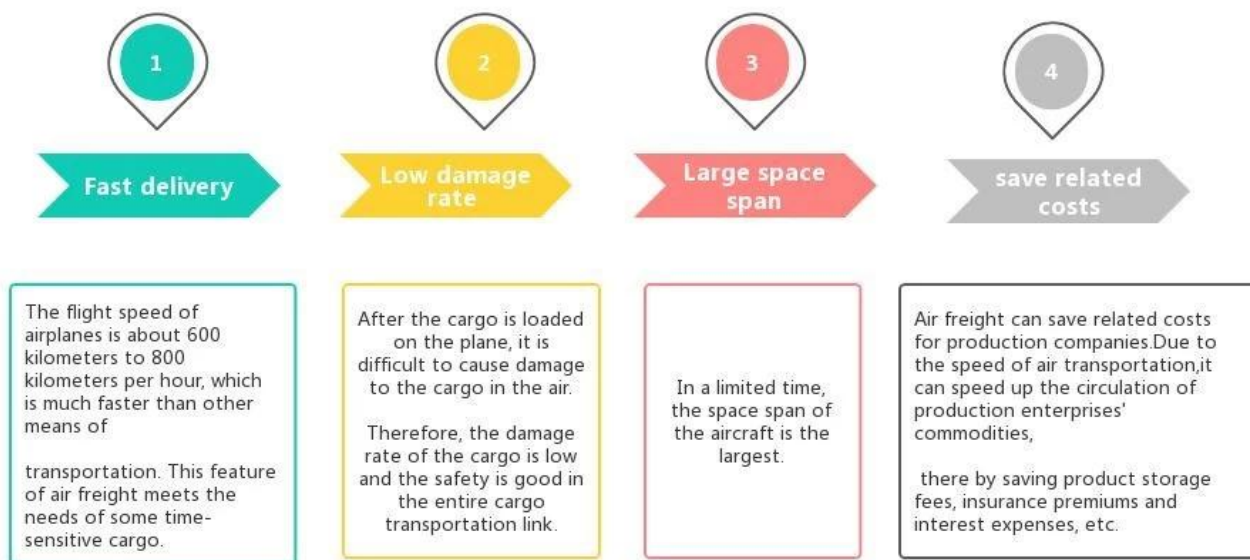 1
Fast delivery
The flight speed of
airplanes is about 600
kilometers to 800
kilometers per hour, which
is much faster than other
means of
transportation. This feature
of air freight meets the
needs of some time-
sensitive cargo.
2
Low damage
rate
After the cargo is loaded
on the plane, it is
difficult to cause damage
to the cargo in the air.
Therefore, the damage
rate of the cargo is low
and the safety is good in
the entire cargo
transportation link.
3
Large space
span
In a limited time,
the space span of
the aircraft is the
largest.
4
save related
costs
Air freight can save related costs
for production companies.Due to
the speed of air transportation,it
can speed up the circulation of
production enterprises'
commodities,
there by saving product storage
fees, insurance premiums and
interest expenses, etc.